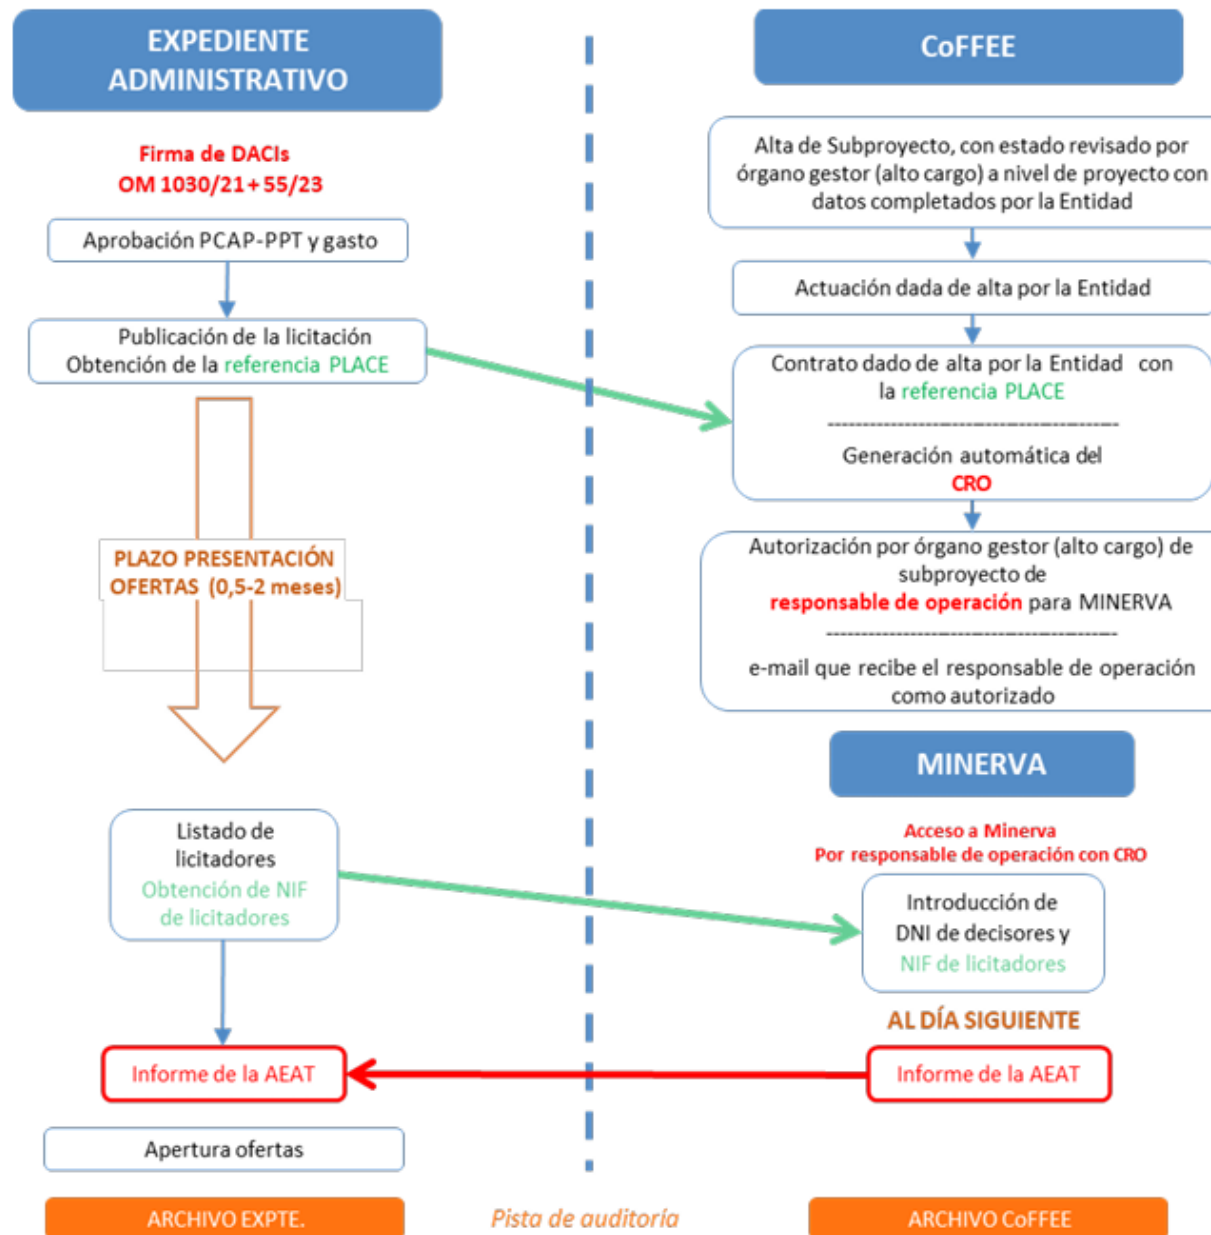 EXPEDIENTE
ADMINISTRATIVO
Firma de DACIs
OM 1030/21+55/23
Aprobación PCAP-PPT y gasto
Publicación de la licitación
Obtención de la referencia PLACE
PLAZO PRESENTACIÓN
OFERTAS (0,5-2 meses)
Listado de
licitadores
Obtención de NIF
de licitadores
Informe de la AEAT
Apertura ofertas
ARCHIVO EXPTE.
Pista de auditoría
CoFFEE
Alta de Subproyecto, con estado revisado por
órgano gestor (alto cargo) a nivel de proyecto con
datos completados por la Entidad
Actuación dada de alta por la Entidad
Contrato dado de alta por la Entidad con
la referencia PLACE
------------------------------------------
Generación automática del
CRO
Autorización por órgano gestor (alto cargo) de
subproyecto de
responsable de operación para MINERVA
------------------------------------------
e-mail que recibe el responsable de operación
como autorizado
MINERVA
Acceso a Minerva
Por responsable de operación con CRO
Introducción de
DNI de decisores y
NIF de licitadores
AL DÍA SIGUIENTE
Informe de la AEAT
ARCHIVO CoFFEE